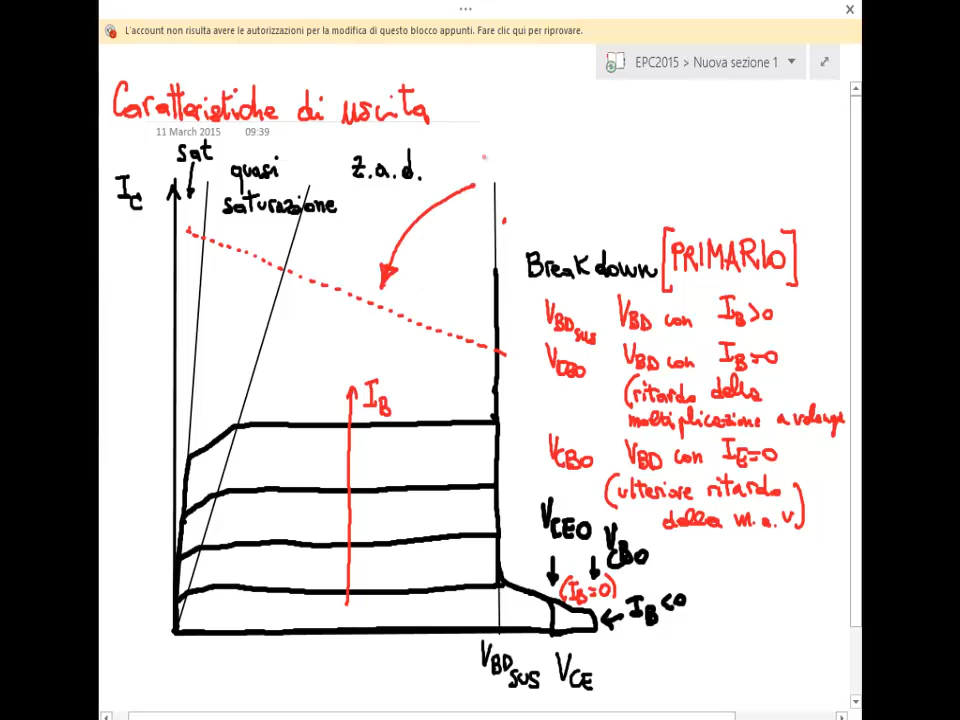 L'account non risulta avere le autorizzazioni per la modifica di questo blocco appunti. Fare clic qui per riprovare.
EPC2015 > Nuova sezione 1
Caratteristiche di uscita
11 March 2015 09:39
sat
quasi saturazione
z.a.d.
IC
Breakdown [PRIMARIO]
VBDsus VBD con IB>0
VCEO VBD con IB=0
(ritardo della
moltiplicazione a valanga
VCBO VBD con IE=0
(ulteriore ritardo
della m.a.v)
IB
VCEO VCBO
(IB=0)
IB<0
VBDSUS VCE